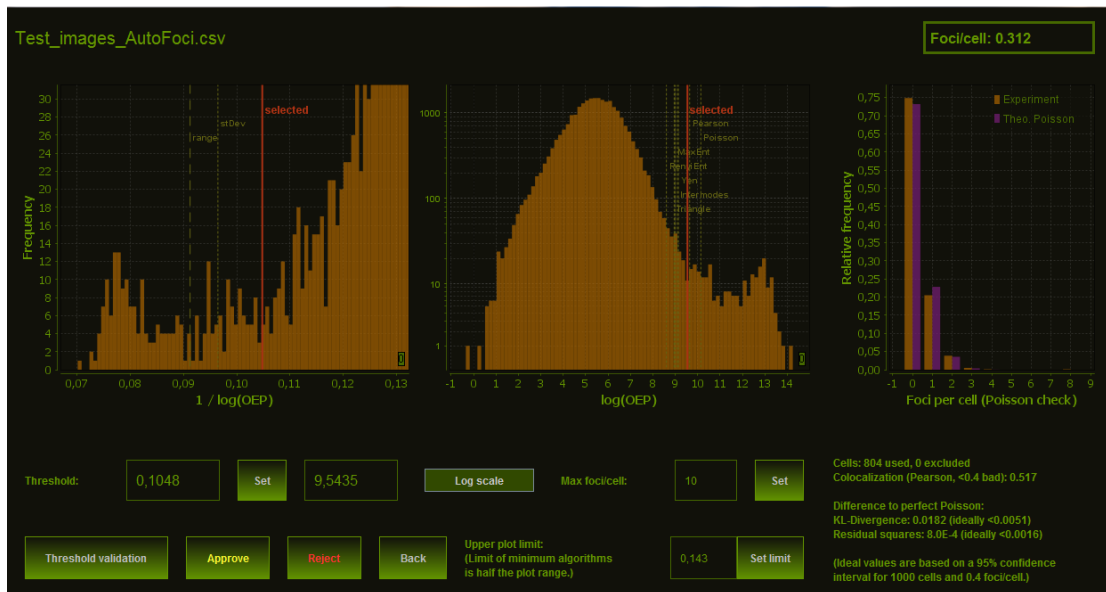 Test_images_AutoFoci.csv
Foci/cell: 0.312
Frequency
30
28
26
24
22
20
18
16
14
12
10
8
6
4
2
0
selected
stDev
range
0,07 0,08 0,09 0,10 0,11 0,12 0,13
1 / log(OEP)
1000
100
10
1
selected
Pearson
Poisson
MaxEnt
RenyiEnt
Yen
Intermodes
Triangle
-1 0 1 2 3 4 5 6 7 8 9 10 11 12 13 14
log(OEP)
Relative frequency
0,75
0,70
0,65
0,60
0,55
0,50
0,45
0,40
0,35
0,30
0,25
0,20
0,15
0,10
0,05
0,00
Experiment
Theo. Poisson
-1 0 1 2 3 4 5 6 7 8 9
Foci per cell (Poisson check)
Threshold: 0,1048 Set 9,5435 Log scale Max foci/cell: 10 Set
Threshold validation Approve Reject Back
Upper plot limit:
(Limit of minimum algorithms
is half the plot range.)
0,143 Set limit
Cells: 804 used, 0 excluded
Colocalization (Pearson, <0.4 bad): 0.517
Difference to perfect Poisson:
KL-Divergence: 0.0182 (ideally <0.0051)
Residual squares: 8.0E-4 (ideally <0.0016)
(Ideal values are based on a 95% confidence
interval for 1000 cells and 0.4 foci/cell.)